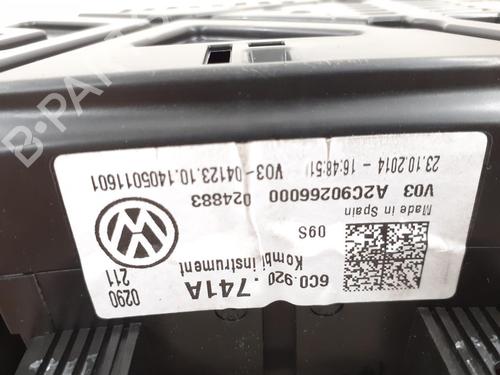 6C0.920.741A
Kombi instrument
0290
211
09S
Made in Spain
V03 A2C90266000 024883
23.10.2014 - 16:48:51 V03-04123.10.1405011601
B-PARTS